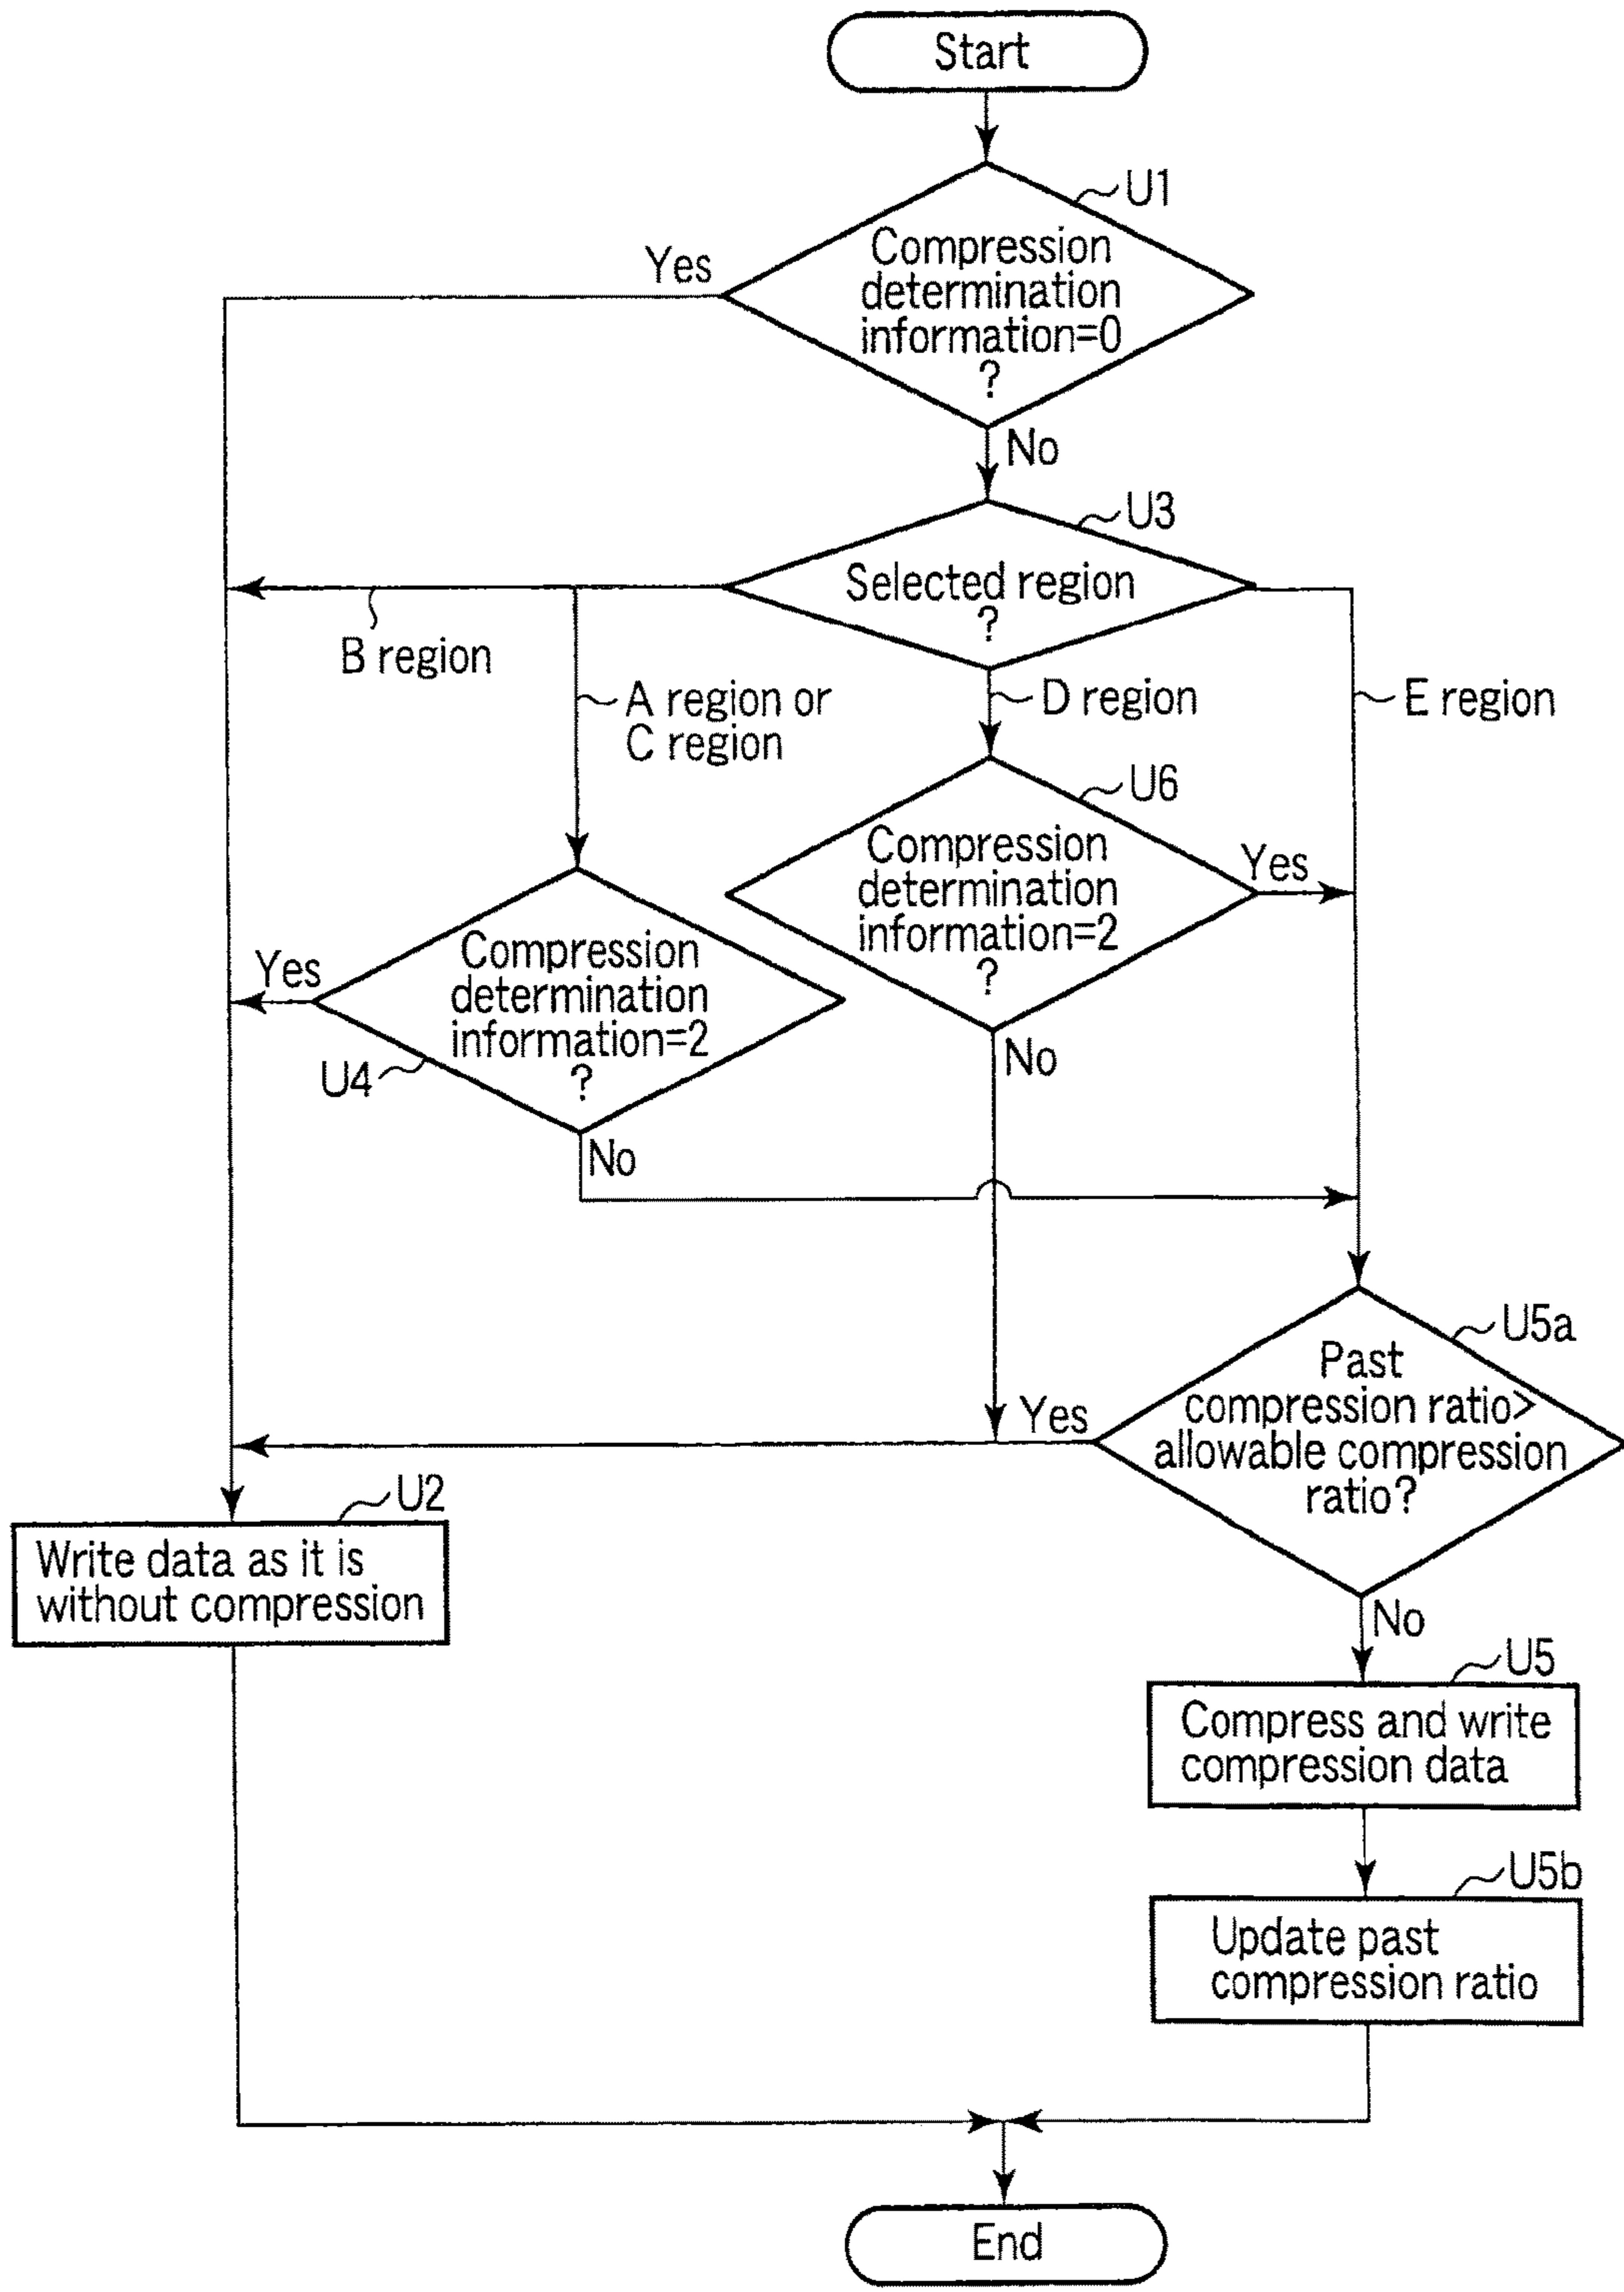 Start
U1
Compression
determination
information=0
?
Yes
No
U3
Selected region
?
B region
A region or
C region
D region
E region
U6
Compression
determination
information=2
?
Yes
No
Compression
determination
information=2
?
Yes
U4
No
U5a
Past
compression ratio>
allowable compression
ratio?
Yes
No
U2
Write data as it is
without compression
U5
Compress and write
compression data
U5b
Update past
compression ratio
End